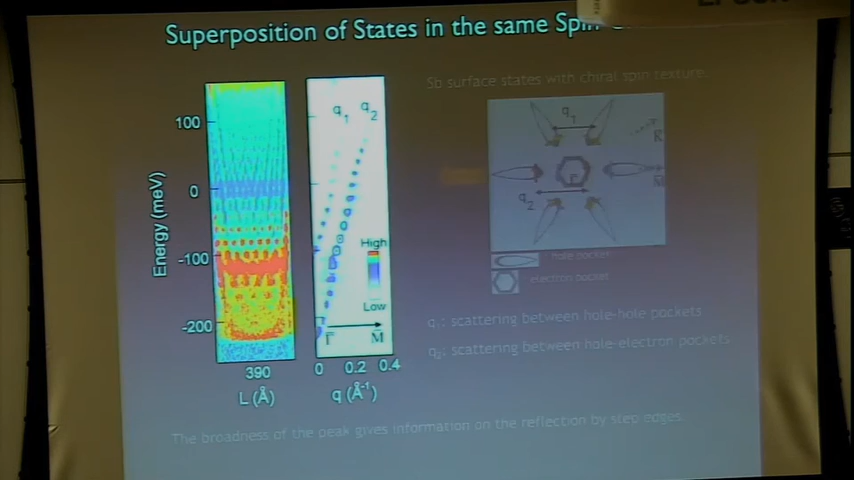 Superposition of States in the same Spin
Sb surface states with chiral spin texture.
100
0
-100
-200
Energy (meV)
390
L (Å)
q1 q2
High
Low
Γ M
0 0.2 0.4
q (Å-1)
q1
K
Γ M
q2
hole pocket
electron pocket
q1: scattering between hole-hole pockets
q2: scattering between hole-electron pockets
The broadness of the peak gives information on the reflection by step edges.